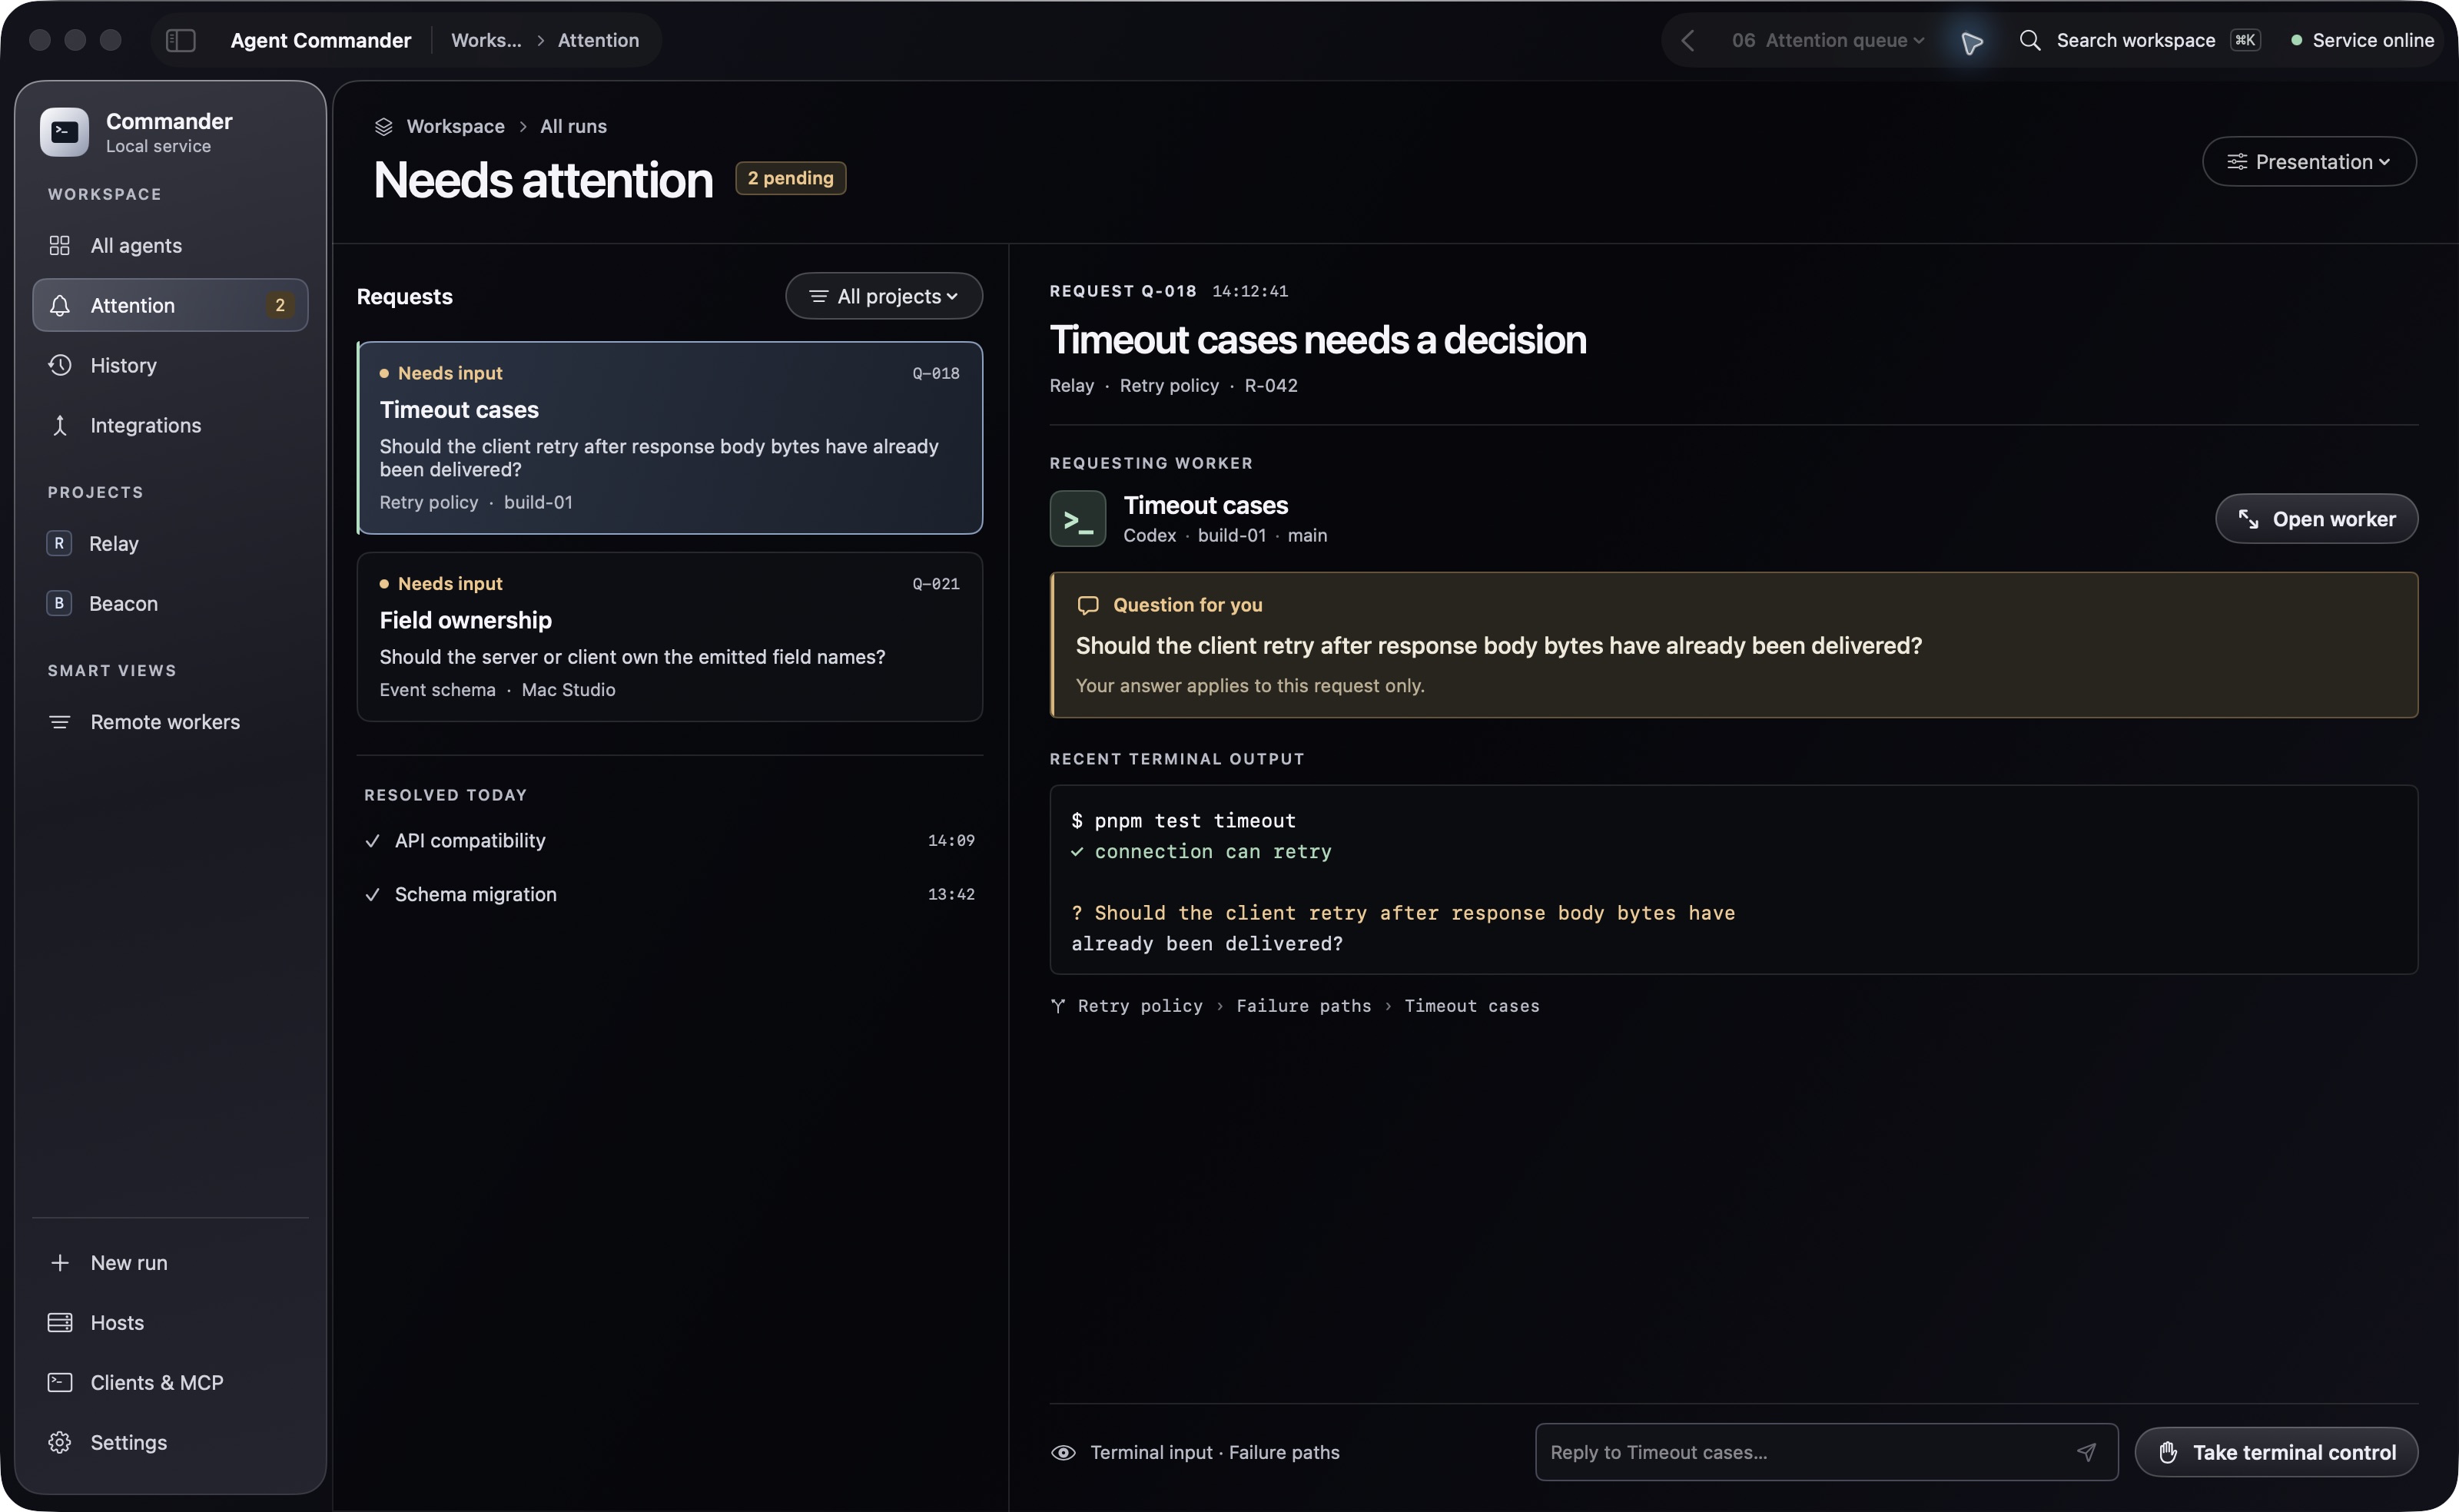 Agent Commander
Works... > Attention
06 Attention queue
Search workspace ⌘K
Service online
Commander
Local service
WORKSPACE
All agents
Attention 2
History
Integrations
PROJECTS
R Relay
B Beacon
SMART VIEWS
Remote workers
New run
Hosts
Clients & MCP
Settings
Workspace > All runs
Needs attention 2 pending
Presentation
Requests
All projects
Needs input Q-018
Timeout cases
Should the client retry after response body bytes have already
been delivered?
Retry policy · build-01
Needs input Q-021
Field ownership
Should the server or client own the emitted field names?
Event schema · Mac Studio
RESOLVED TODAY
✓ API compatibility 14:09
✓ Schema migration 13:42
REQUEST Q-018 14:12:41
Timeout cases needs a decision
Relay · Retry policy · R-042
REQUESTING WORKER
>_ Timeout cases
Codex · build-01 · main
Open worker
Question for you
Should the client retry after response body bytes have already been delivered?
Your answer applies to this request only.
RECENT TERMINAL OUTPUT
$ pnpm test timeout
✓ connection can retry
? Should the client retry after response body bytes have
already been delivered?
Retry policy > Failure paths > Timeout cases
Terminal input · Failure paths
Reply to Timeout cases...
Take terminal control